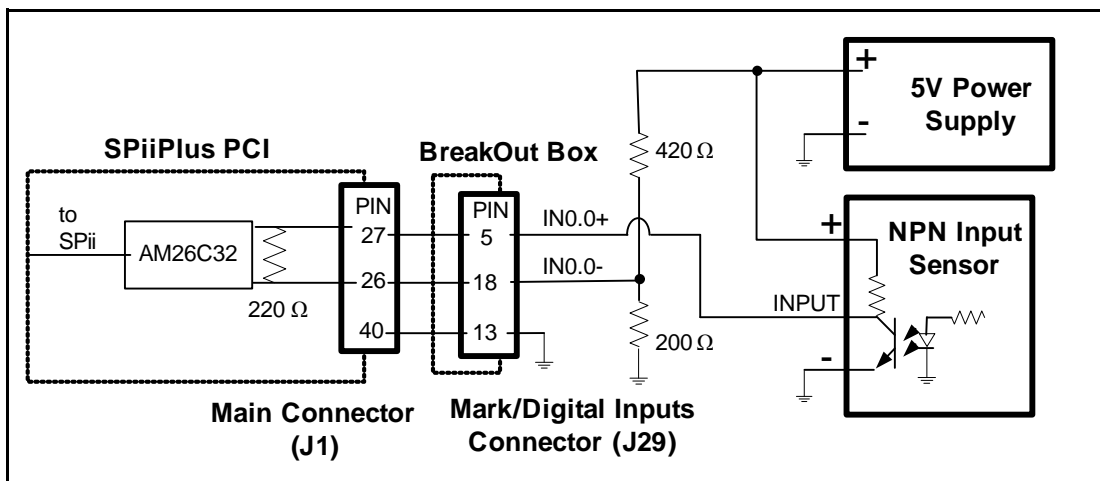 SPiiPlus PCI
to
SPii
AM26C32
220 Ω
PIN
27
26
40
Main Connector
(J1)
BreakOut Box
PIN
5
18
13
Mark/Digital Inputs
Connector (J29)
IN0.0+
IN0.0-
420 Ω
200 Ω
+
-
5V Power
Supply
+
-
NPN Input
Sensor
INPUT